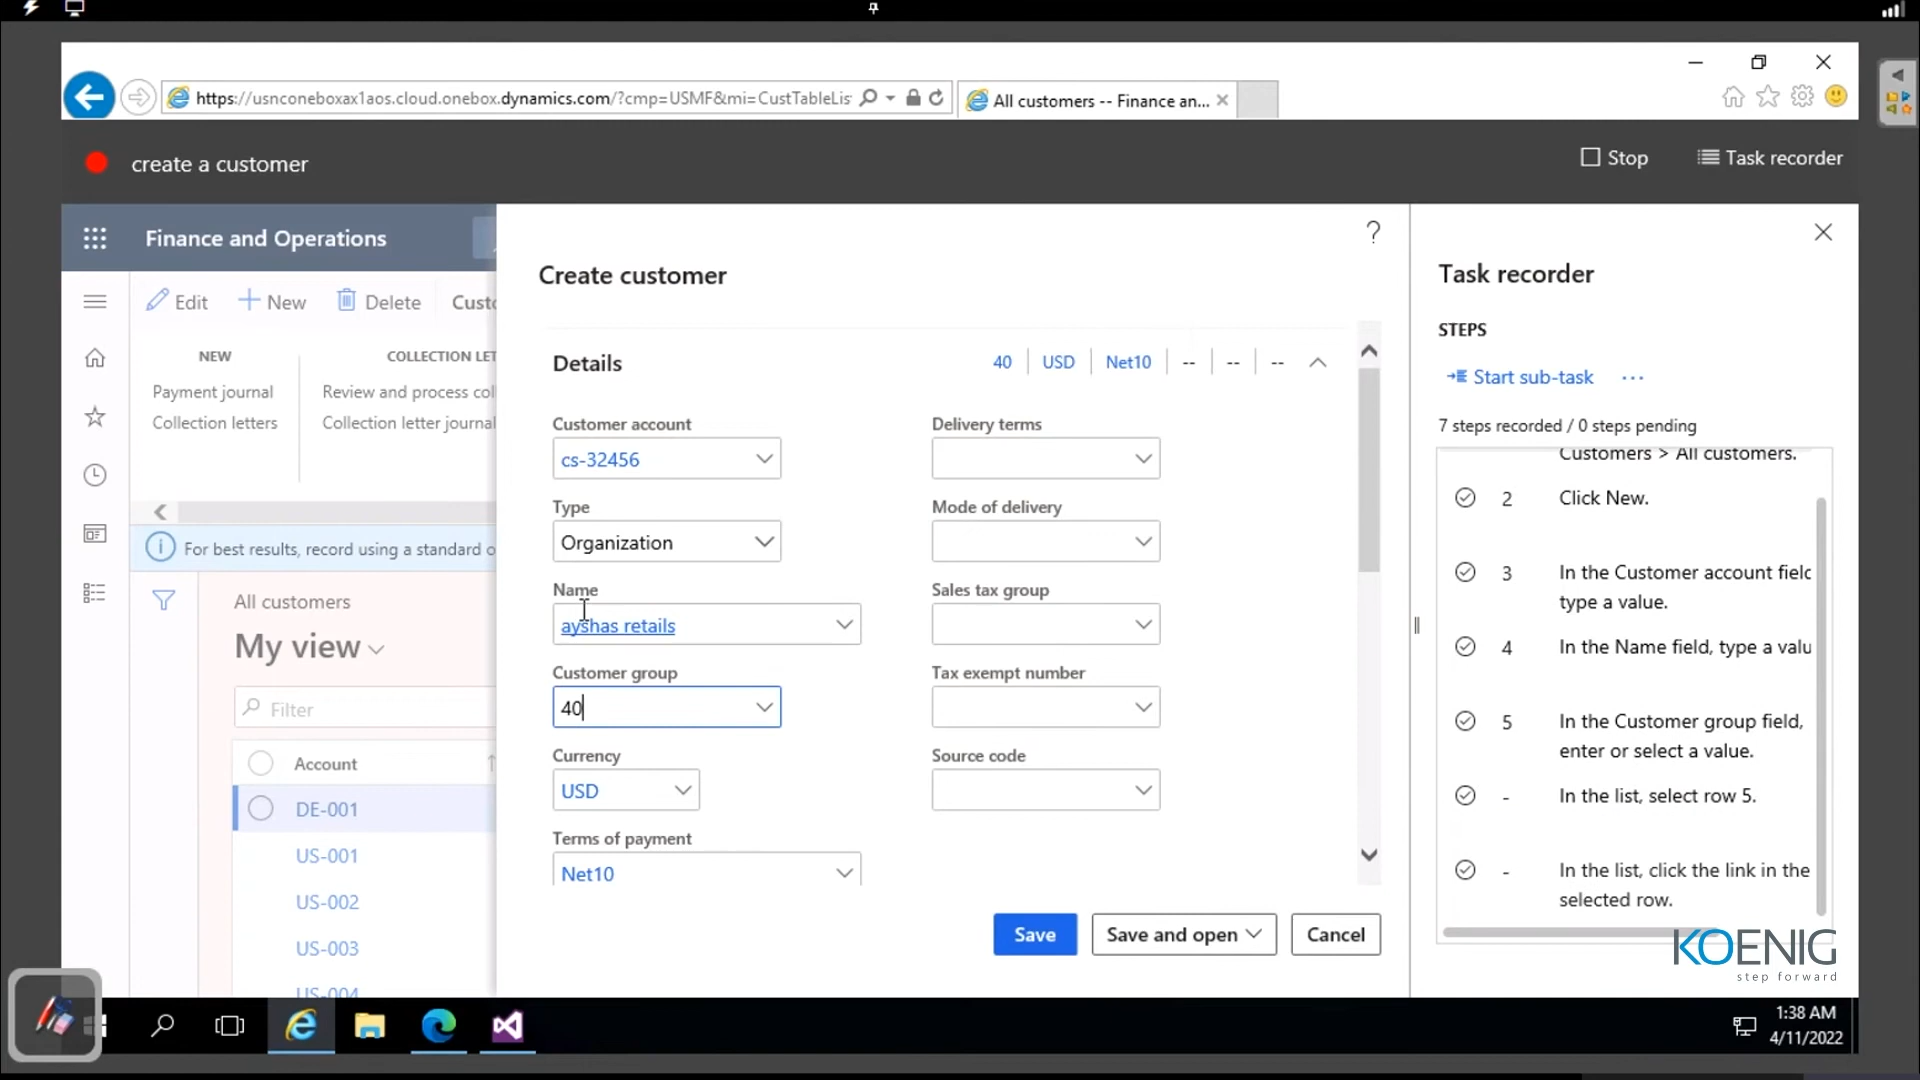 https://usnconeboxax1aos.cloud.onebox.dynamics.com/?cmp=USMF&mi=CustTableLis
All customers -- Finance an...
create a customer
Stop
Task recorder
Finance and Operations
Edit
New
Delete
Custo
NEW
Payment journal
Collection letters
COLLECTION LET
Review and process col
Collection letter journal
For best results, record using a standard o
All customers
My view
Filter
Account
DE-001
US-001
US-002
US-003
US-004
?
Create customer
Details
40
USD
Net10
--
--
--
Customer account
cs-32456
Type
Organization
Name
ayshas retails
Customer group
40
Currency
USD
Terms of payment
Net10
Delivery terms
Mode of delivery
Sales tax group
Tax exempt number
Source code
Save
Save and open
Cancel
Task recorder
STEPS
Start sub-task
...
7 steps recorded / 0 steps pending
Customers > All customers.
2 Click New.
3 In the Customer account field
type a value.
4 In the Name field, type a valu
5 In the Customer group field,
enter or select a value.
- In the list, select row 5.
- In the list, click the link in the
selected row.
KOENIG
step forward
1:38 AM
4/11/2022